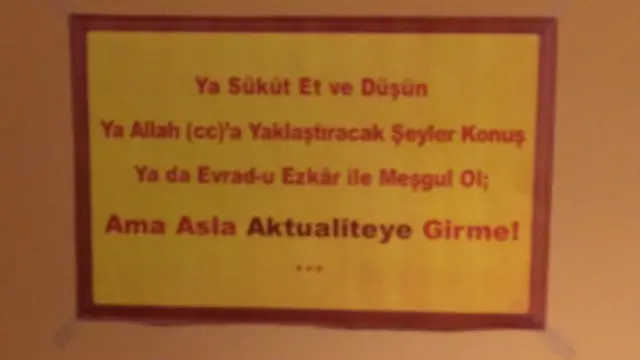 Ya Sükût Et ve Düşün
Ya Allah (cc)'a Yaklaştıracak Şeyler Konuş
Ya da Evrad-u Ezkâr ile Meşgul Ol;
Ama Asla Aktualiteye Girme!
...